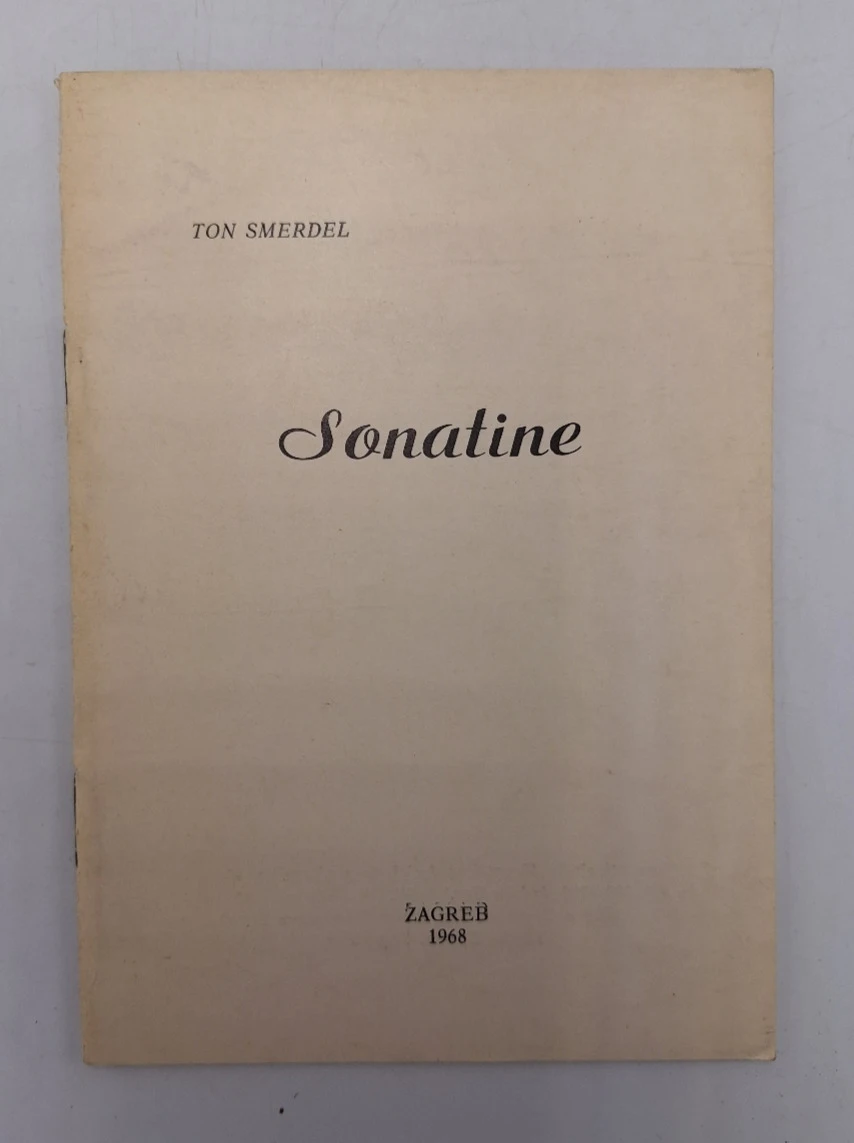 TON SMERDEL
Sonatine
ZAGREB
1968